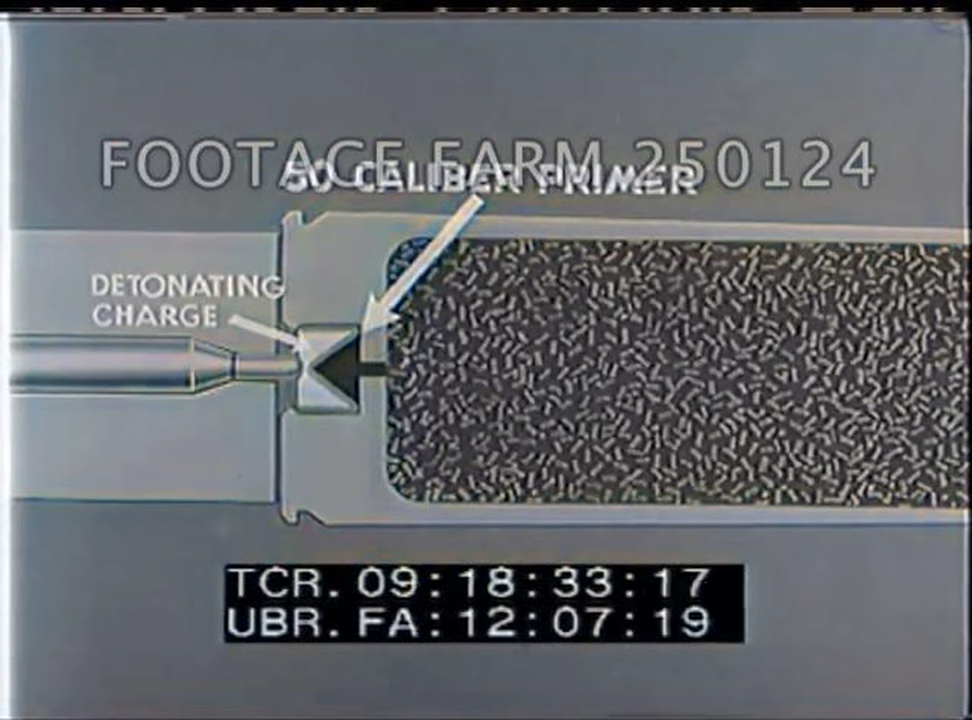 FOOTAGE FARM 250124
50 CALIBER PRIMER
DETONATING
CHARGE
TCR. 09:18:33:17
UBR. FA:12:07:19